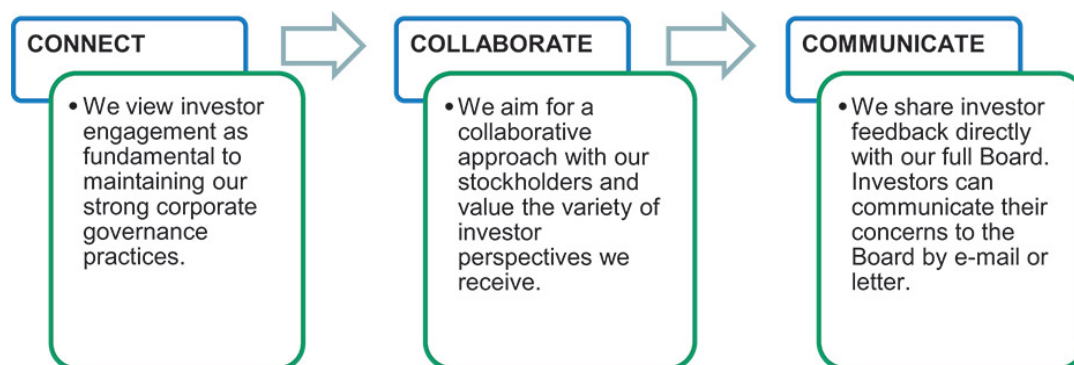 CONNECT
• We view investor
engagement as
fundamental to
maintaining our
strong corporate
governance
practices.
COLLABORATE
• We aim for a
collaborative
approach with our
stockholders and
value the variety of
investor
perspectives we
receive.
COMMUNICATE
• We share investor
feedback directly
with our full Board.
Investors can
communicate their
concerns to the
Board by e-mail or
letter.